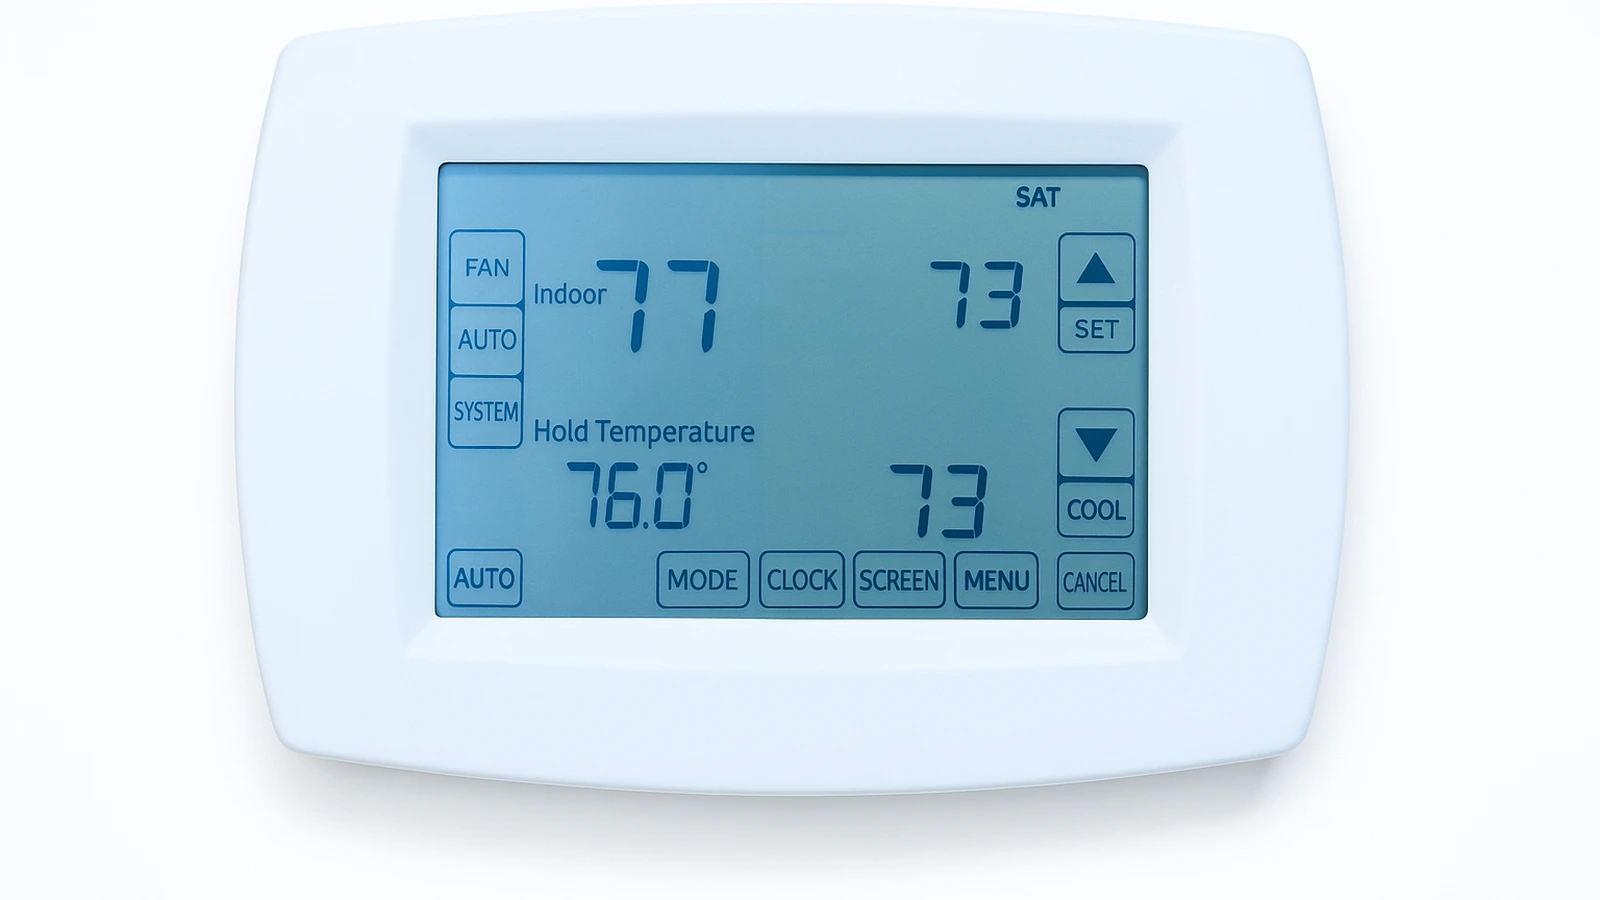 SAT
FAN
Indoor 77
73
AUTO
SET
SYSTEM
Hold Temperature
76.0°
73
COOL
AUTO
MODE CLOCK SCREEN MENU CANCEL